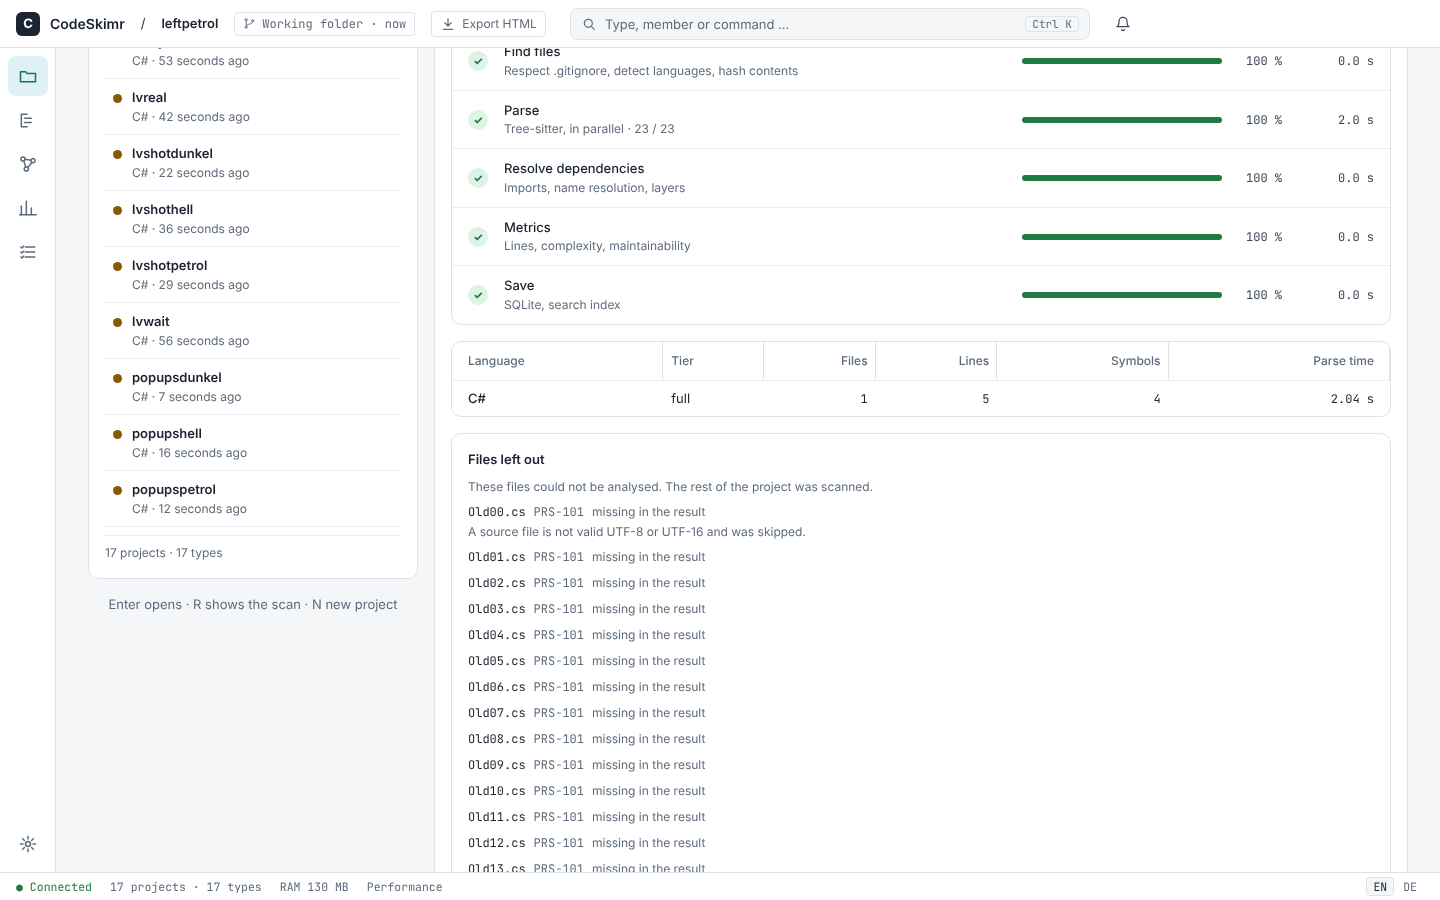 C CodeSkimr / leftpetrol Working folder · now Export HTML Type, member or command ... Ctrl K
C# · 53 seconds ago
lvreal
C# · 42 seconds ago
lvshotdunkel
C# · 22 seconds ago
lvshothell
C# · 36 seconds ago
lvshotpetrol
C# · 29 seconds ago
lvwait
C# · 56 seconds ago
popupsdunkel
C# · 7 seconds ago
popupshell
C# · 16 seconds ago
popupspetrol
C# · 12 seconds ago
17 projects · 17 types
Enter opens · R shows the scan · N new project
Find files
Respect .gitignore, detect languages, hash contents
100 % 0.0 s
Parse
Tree-sitter, in parallel · 23 / 23
100 % 2.0 s
Resolve dependencies
Imports, name resolution, layers
100 % 0.0 s
Metrics
Lines, complexity, maintainability
100 % 0.0 s
Save
SQLite, search index
100 % 0.0 s
Language Tier Files Lines Symbols Parse time
C# full 1 5 4 2.04 s
Files left out
These files could not be analysed. The rest of the project was scanned.
Old00.cs PRS-101 missing in the result
A source file is not valid UTF-8 or UTF-16 and was skipped.
Old01.cs PRS-101 missing in the result
Old02.cs PRS-101 missing in the result
Old03.cs PRS-101 missing in the result
Old04.cs PRS-101 missing in the result
Old05.cs PRS-101 missing in the result
Old06.cs PRS-101 missing in the result
Old07.cs PRS-101 missing in the result
Old08.cs PRS-101 missing in the result
Old09.cs PRS-101 missing in the result
Old10.cs PRS-101 missing in the result
Old11.cs PRS-101 missing in the result
Old12.cs PRS-101 missing in the result
Old13.cs PRS-101 missing in the result
Connected 17 projects · 17 types RAM 130 MB Performance EN DE